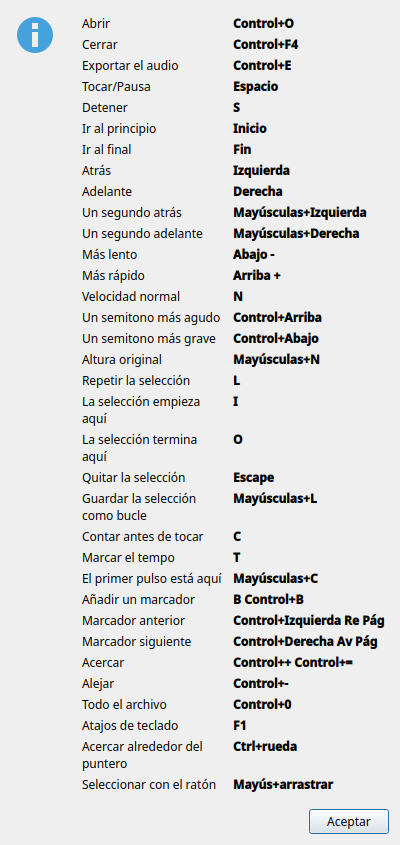 Abrir Control+O
Cerrar Control+F4
Exportar el audio Control+E
Tocar/Pausa Espacio
Detener S
Ir al principio Inicio
Ir al final Fin
Atrás Izquierda
Adelante Derecha
Un segundo atrás Mayúsculas+Izquierda
Un segundo adelante Mayúsculas+Derecha
Más lento Abajo -
Más rápido Arriba +
Velocidad normal N
Un semitono más agudo Control+Arriba
Un semitono más grave Control+Abajo
Altura original Mayúsculas+N
Repetir la selección L
La selección empieza I
aquí
La selección termina O
aquí
Quitar la selección Escape
Guardar la selección Mayúsculas+L
como bucle
Contar antes de tocar C
Marcar el tempo T
El primer pulso está aquí Mayúsculas+C
Añadir un marcador B Control+B
Marcador anterior Control+Izquierda Re Pág
Marcador siguiente Control+Derecha Av Pág
Acercar Control++ Control+=
Alejar Control+-
Todo el archivo Control+0
Atajos de teclado F1
Acercar alrededor del Ctrl+rueda
puntero
Seleccionar con el ratón Mayús+arrastrar
Aceptar